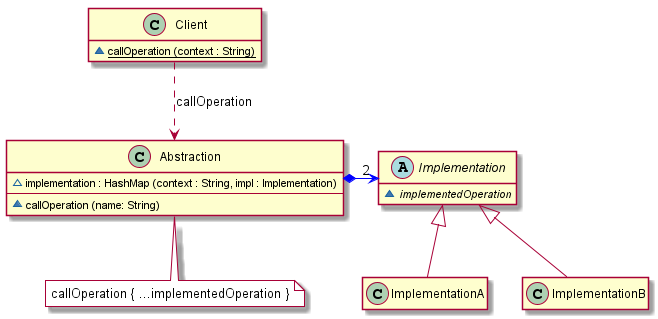 C Client
callOperation (context : String)
callOperation
C Abstraction
implementation : HashMap (context : String, impl : Implementation)
callOperation (name: String)
2
A Implementation
implementedOperation
callOperation { ...implementedOperation }
C ImplementationA
C ImplementationB